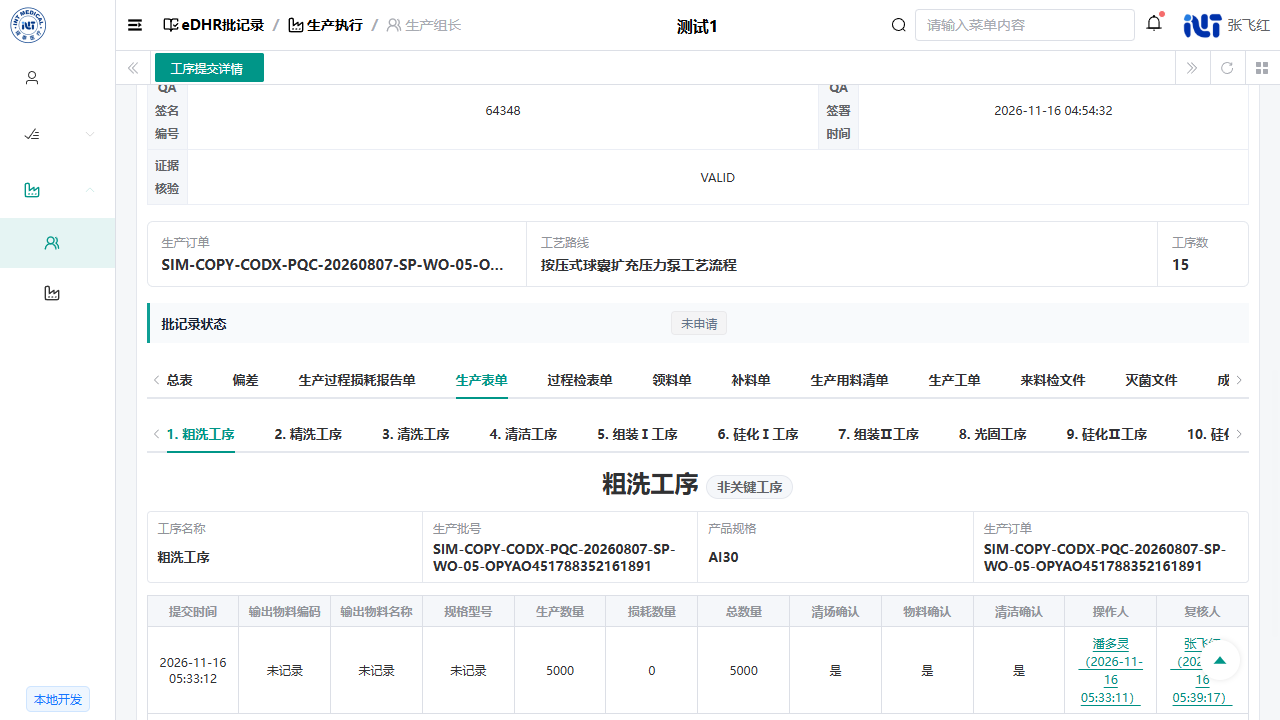 eDHR批记录 / 生产执行 / 生产组长
测试1
请输入菜单内容
张飞红
工序提交详情
QA
签名
编号
64348
QA
签署
时间
2026-11-16 04:54:32
证据
核验
VALID
生产订单
SIM-COPY-CODX-PQC-20260807-SP-WO-05-O...
工艺路线
按压式球囊扩充压力泵工艺流程
工序数
15
批记录状态
未申请
总表 偏差 生产过程损耗报告单 生产表单 过程检表单 领料单 补料单 生产用料清单 生产工单 来料检文件 灭菌文件 成
1. 粗洗工序 2. 精洗工序 3. 清洗工序 4. 清洁工序 5. 组装Ⅰ工序 6. 硅化Ⅰ工序 7. 组装Ⅱ工序 8. 光固工序 9. 硅化Ⅱ工序 10. 硅化
粗洗工序 非关键工序
工序名称
粗洗工序
生产批号
SIM-COPY-CODX-PQC-20260807-SP-
WO-05-OPYAO451788352161891
产品规格
AI30
生产订单
SIM-COPY-CODX-PQC-20260807-SP-
WO-05-OPYAO451788352161891
提交时间 输出物料编码 输出物料名称 规格型号 生产数量 损耗数量 总数量 清场确认 物料确认 清洁确认 操作人 复核人
2026-11-16
05:33:12
未记录 未记录 未记录 5000 0 5000 是 是 是
潘多灵
（2026-11-
16
05:33:11）
张飞红
（202
16
05:39:17）
本地开发